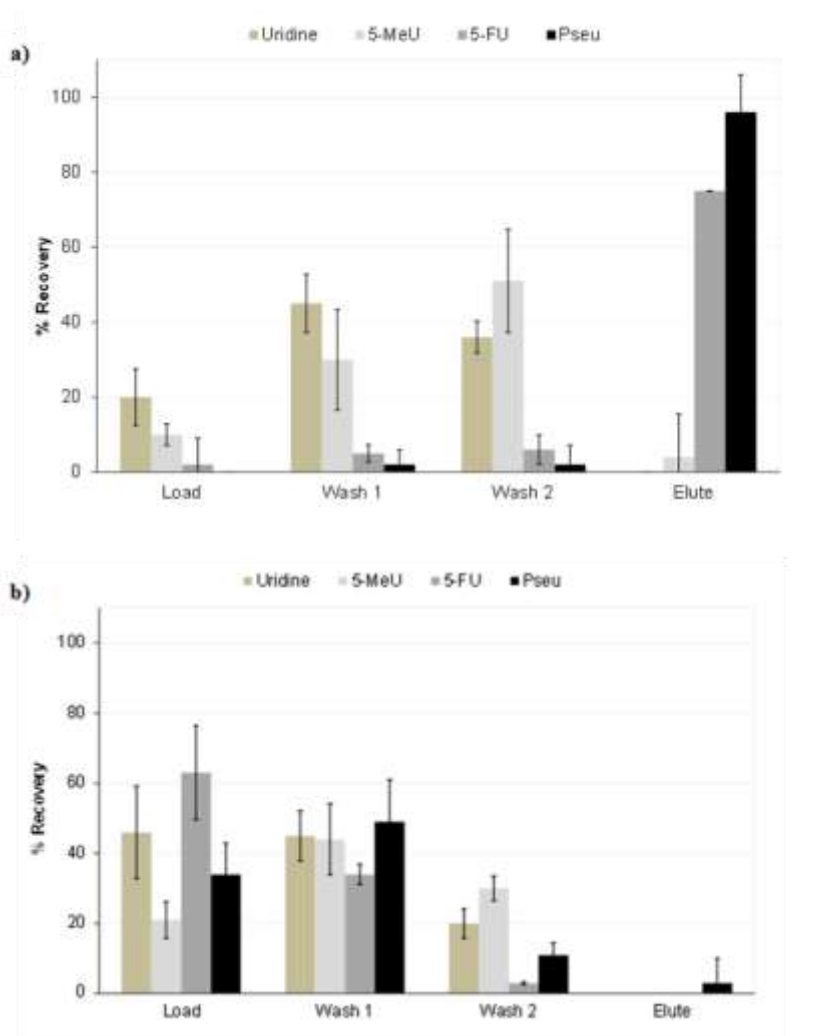 Uridine 5-MeU 5-FU Pseu
a)
100
80
60
40
20
0
% Recovery
Load Wash 1 Wash 2 Elute
Uridine 5-MeU 5-FU Pseu
b)
100
80
60
40
20
0
% Recovery
Load Wash 1 Wash 2 Elute